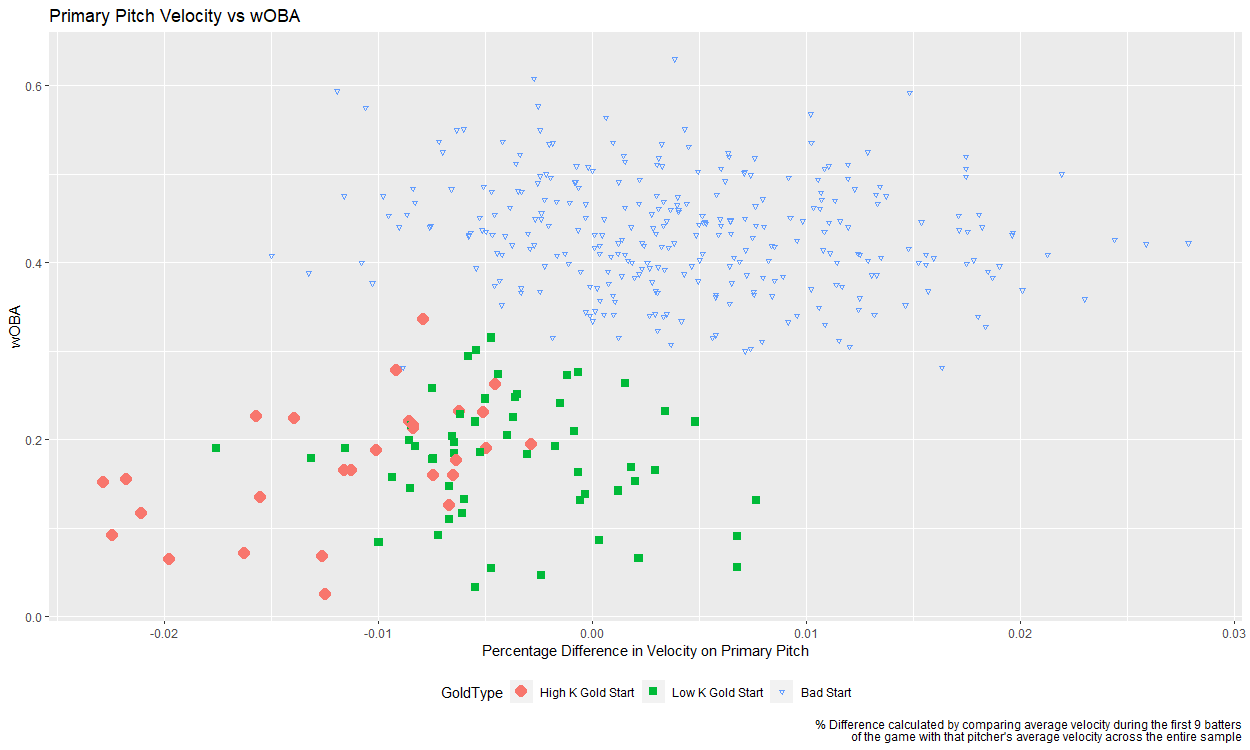 Primary Pitch Velocity vs wOBA
wOBA
0.6
0.4
0.2
0.0
-0.02
-0.01
0.00
0.01
0.02
0.03
Percentage Difference in Velocity on Primary Pitch
GoldType
High K Gold Start
Low K Gold Start
Bad Start
% Difference calculated by comparing average velocity during the first 9 batters
of the game with that pitcher's average velocity across the entire sample